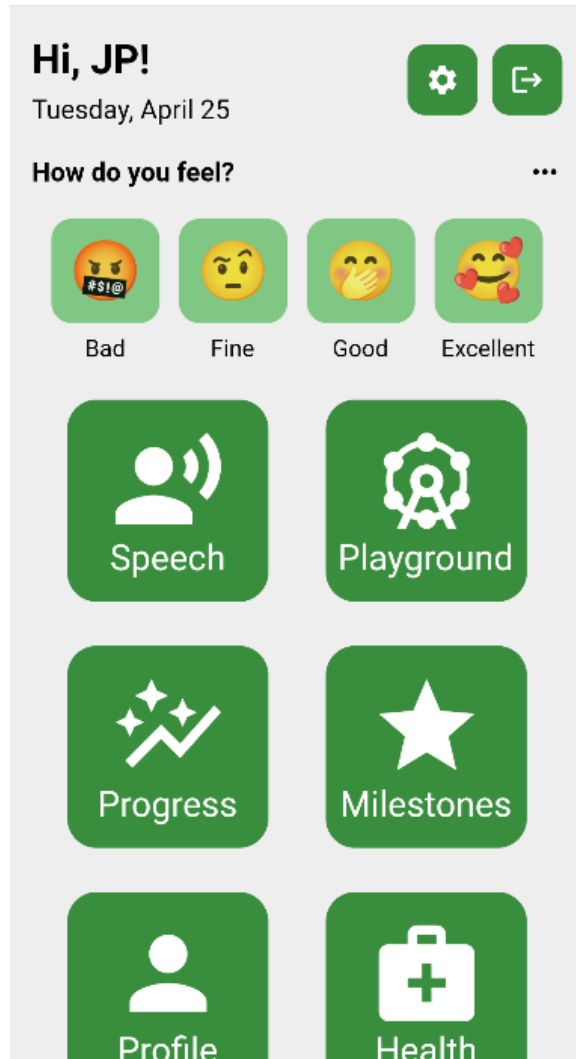 Hi, JP!
Tuesday, April 25
How do you feel?
#$!@
Bad Fine Good Excellent
Speech Playground
Progress Milestones
Profile Health